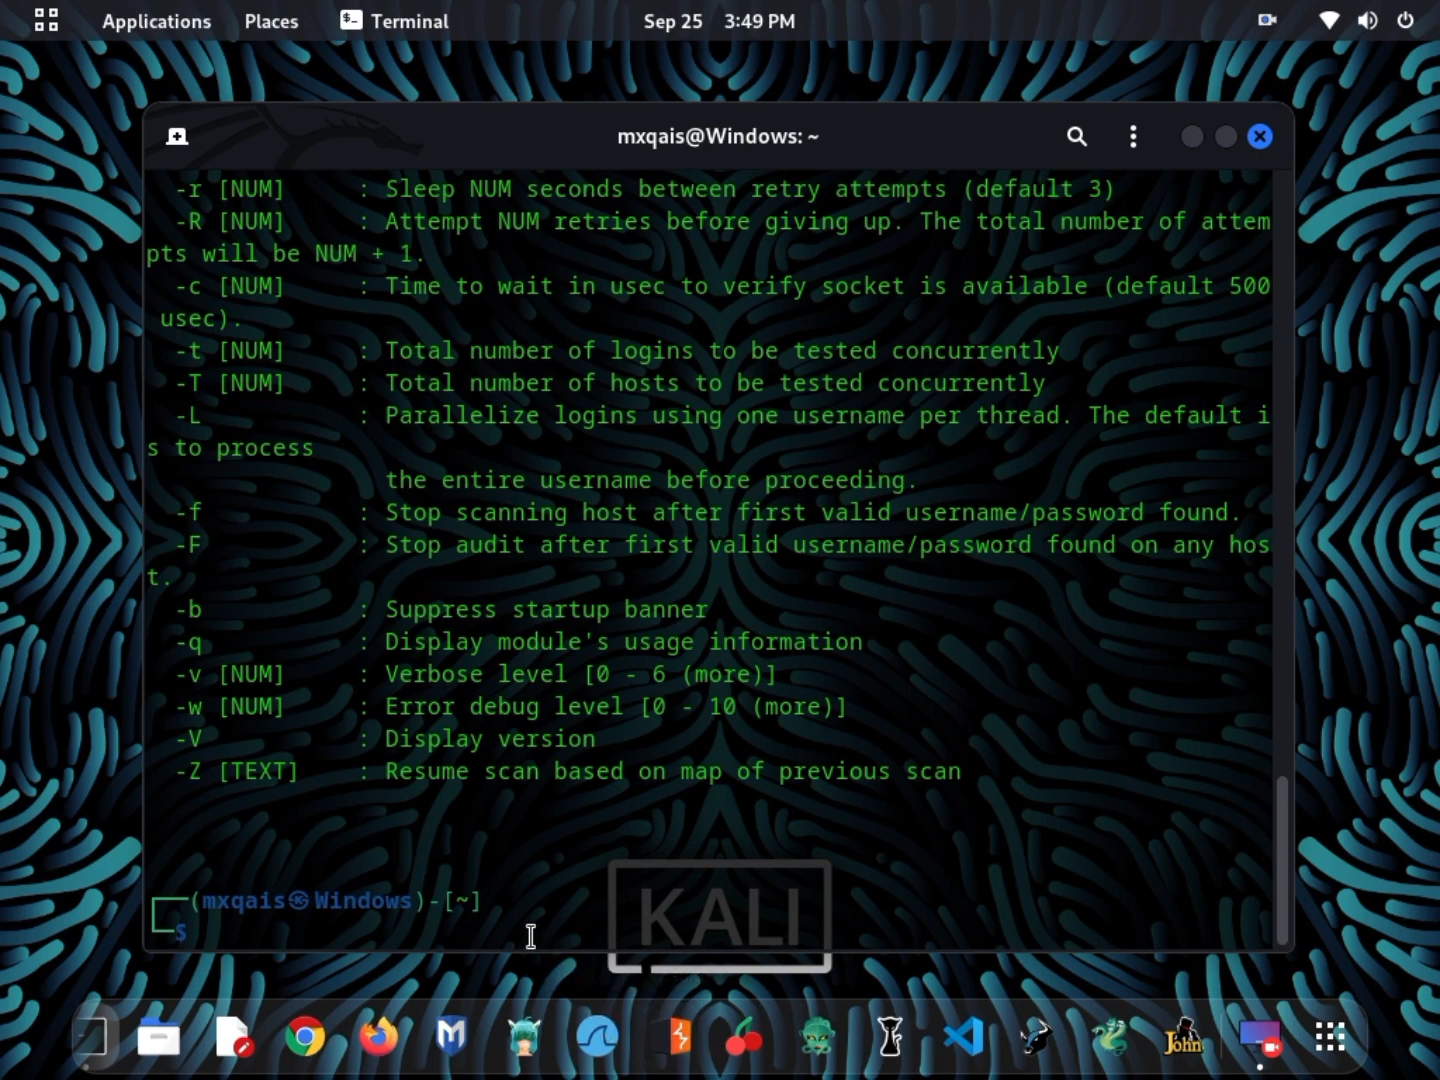 Applications Places Terminal Sep 25 3:49 PM
mxqais@Windows: ~
-r [NUM] : Sleep NUM seconds between retry attempts (default 3)
-R [NUM] : Attempt NUM retries before giving up. The total number of attem
pts will be NUM + 1.
-c [NUM] : Time to wait in usec to verify socket is available (default 500
usec).
-t [NUM] : Total number of logins to be tested concurrently
-T [NUM] : Total number of hosts to be tested concurrently
-L : Parallelize logins using one username per thread. The default i
s to process
the entire username before proceeding.
-f : Stop scanning host after first valid username/password found.
-F : Stop audit after first valid username/password found on any hos
t.
-b : Suppress startup banner
-q : Display module's usage information
-v [NUM] : Verbose level [0 - 6 (more)]
-w [NUM] : Error debug level [0 - 10 (more)]
-V : Display version
-Z [TEXT] : Resume scan based on map of previous scan
┌──(mxqais㉿Windows)-[~]
└─$
KALI
John